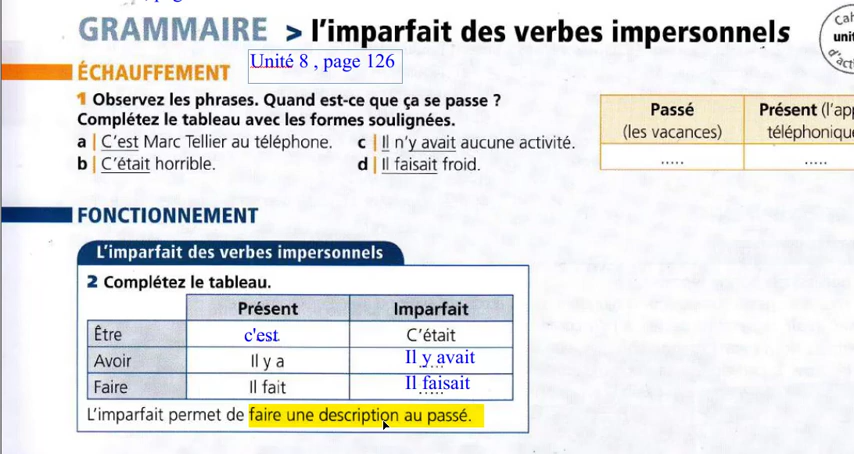 GRAMMAIRE > l'imparfait des verbes impersonnels
Unité 8 , page 126
ÉCHAUFFEMENT
1 Observez les phrases. Quand est-ce que ça se passe ?
Complétez le tableau avec les formes soulignées.
a | C'est Marc Tellier au téléphone.
b | C'était horrible.
c | Il n'y avait aucune activité.
d | Il faisait froid.
Passé
(les vacances)
.....
Présent
.....
FONCTIONNEMENT
L'imparfait des verbes impersonnels
2 Complétez le tableau.
Présent Imparfait
Être c'est C'était
Avoir Il y a Il y avait
Faire Il fait Il faisait
L'imparfait permet de faire une description au passé.